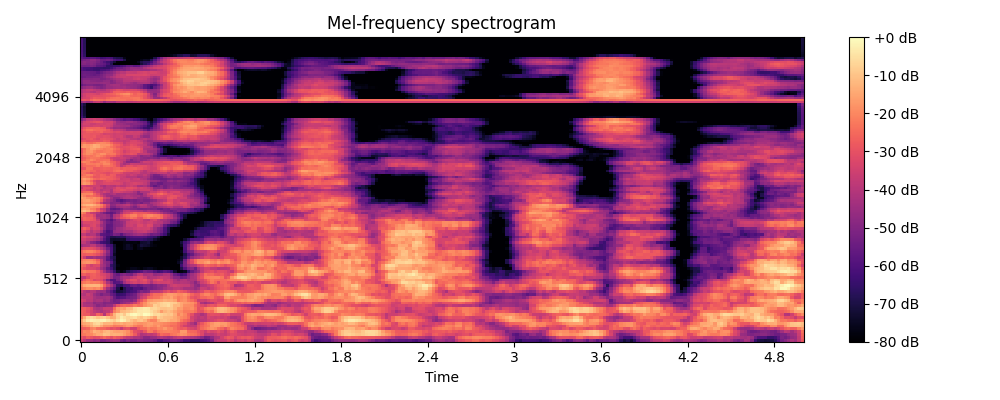 Mel-frequency spectrogram
Hz
4096
2048
1024
512
0
0 0.6 1.2 1.8 2.4 3 3.6 4.2 4.8
Time
+0 dB
-10 dB
-20 dB
-30 dB
-40 dB
-50 dB
-60 dB
-70 dB
-80 dB